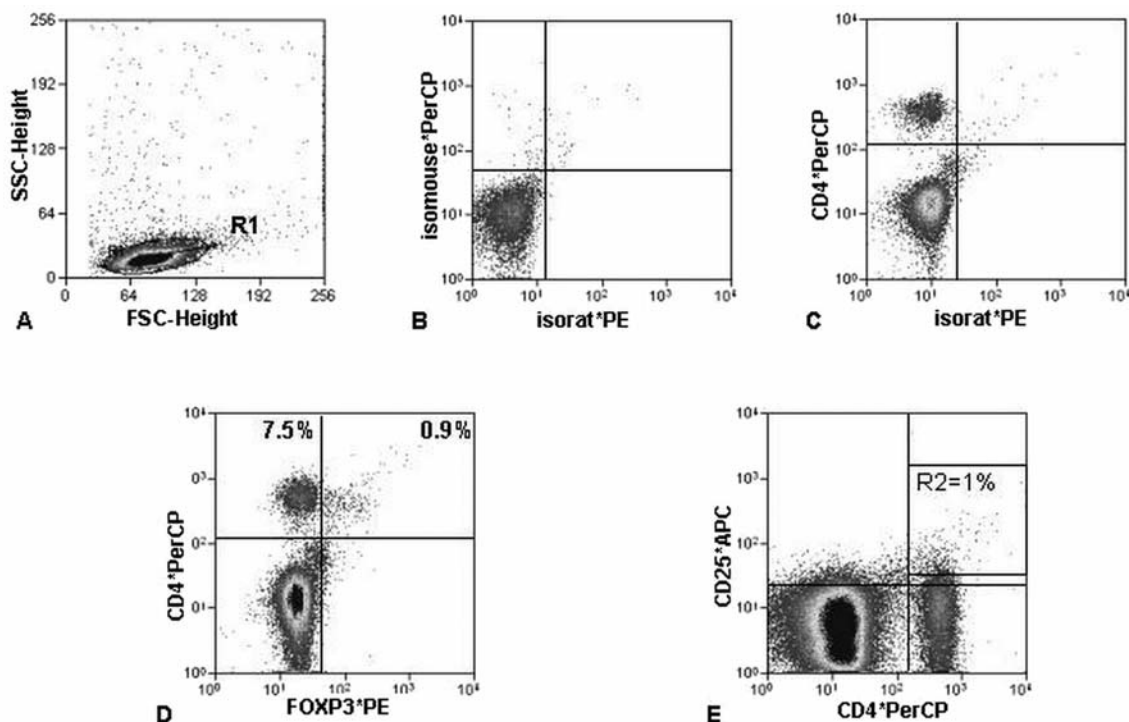 256
192
128
64
0
SSC-Height
R1
0 64 128 192 256
FSC-Height
A
10⁴
10³
10²
10¹
10⁰
isomouse*PerCP
10⁰ 10¹ 10² 10³ 10⁴
isorat*PE
B
10⁴
10³
10²
10¹
10⁰
CD4*PerCP
10⁰ 10¹ 10² 10³ 10⁴
isorat*PE
C
7.5% 0.9%
10⁴
0³
0²
0¹
10⁰
CD4*PerCP
10⁰ 10¹ 10² 10³ 10⁴
FOXP3*PE
D
R2=1%
10⁴
10³
10²
10¹
10⁰
CD25*APC
10⁰ 10¹ 10² 10³ 10⁴
CD4*PerCP
E